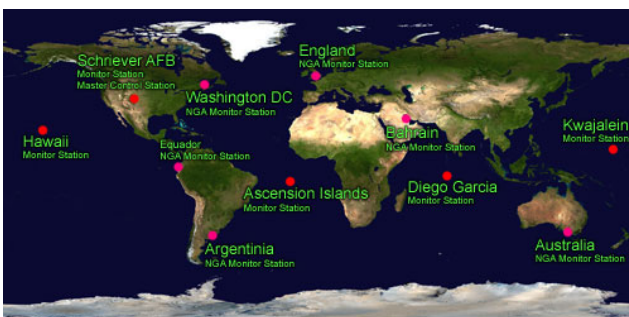 England
NGA Monitor Station
Schriever AFB
Monitor Station
Master Control Station
Washington DC
NGA Monitor Station
Bahrain
NGA Monitor Station
Kwajalein
Monitor Station
Hawaii
Monitor Station
Equador
NGA Monitor Station
Ascension Islands
Monitor Station
Diego Garcia
Monitor Station
Argentinia
NGA Monitor Station
Australia
NGA Monitor Station